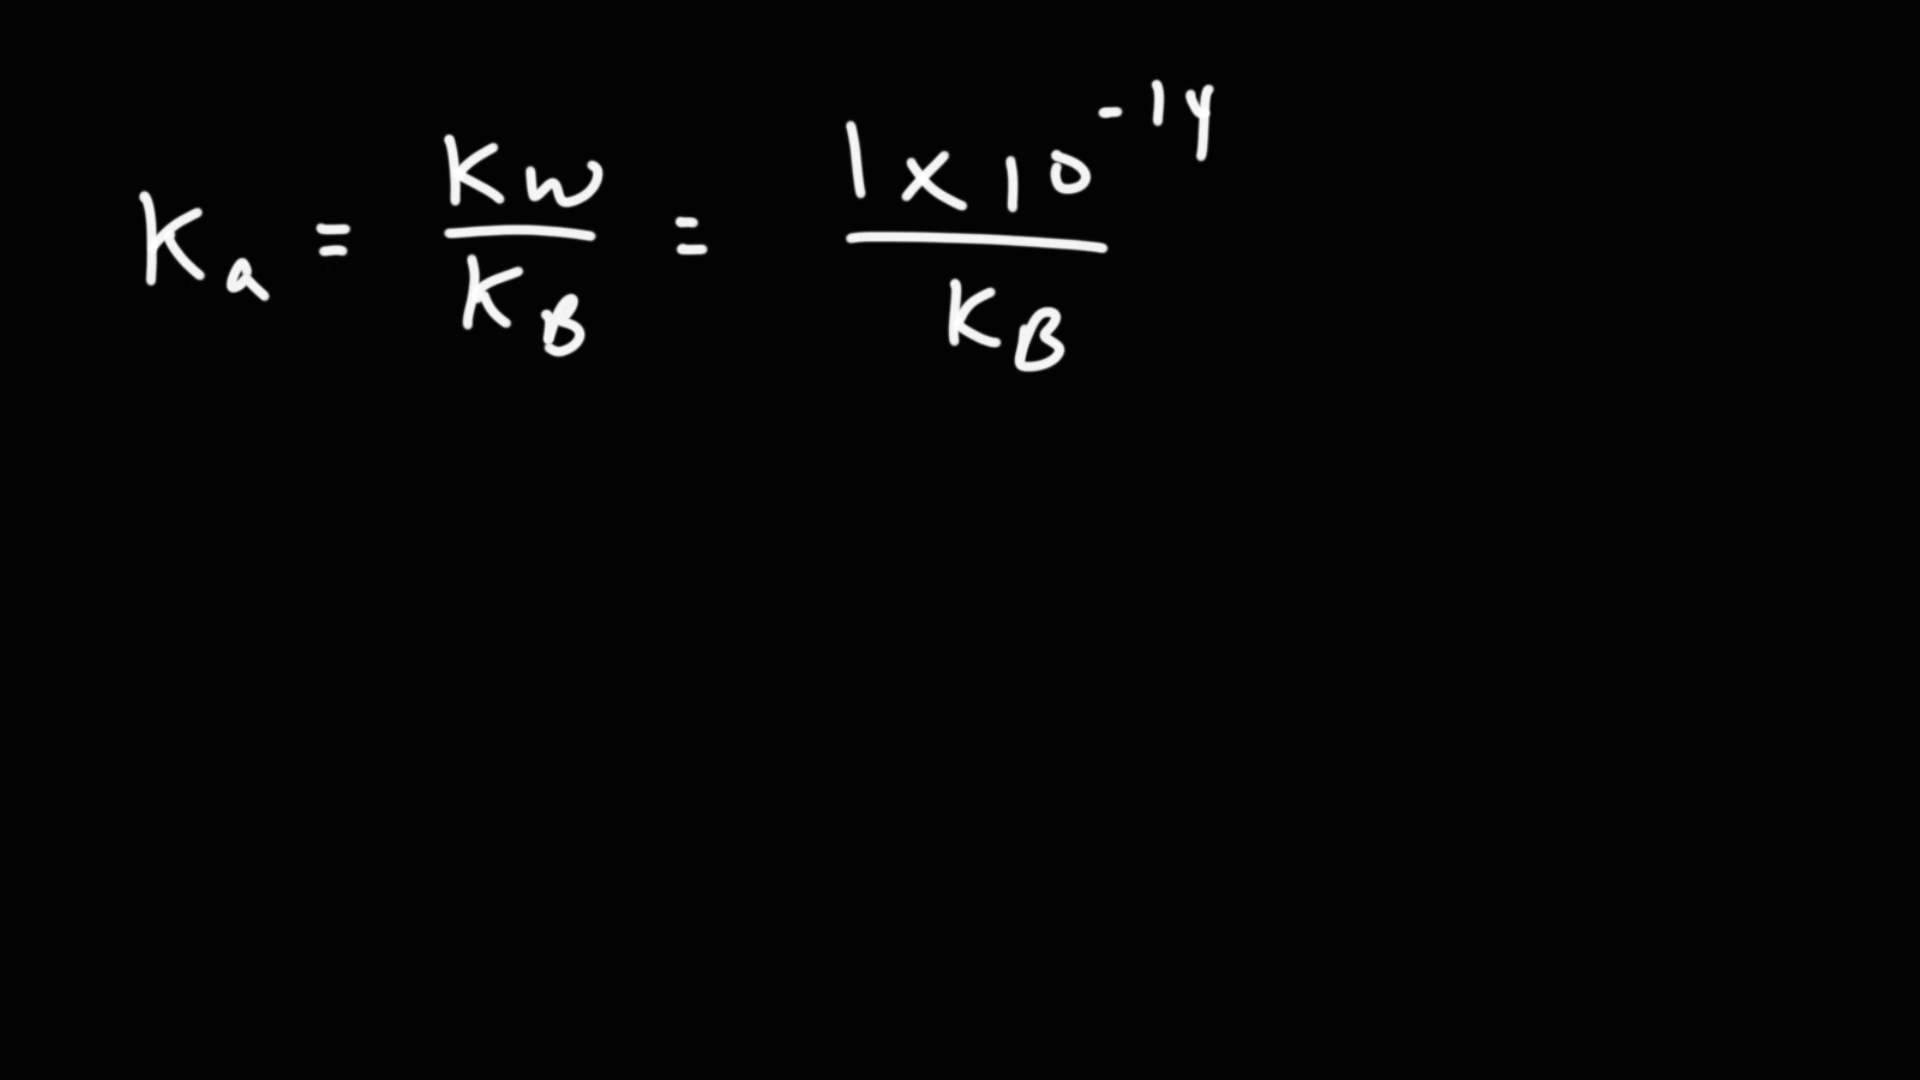 Ka = Kw/KB = 1x10^-14/KB